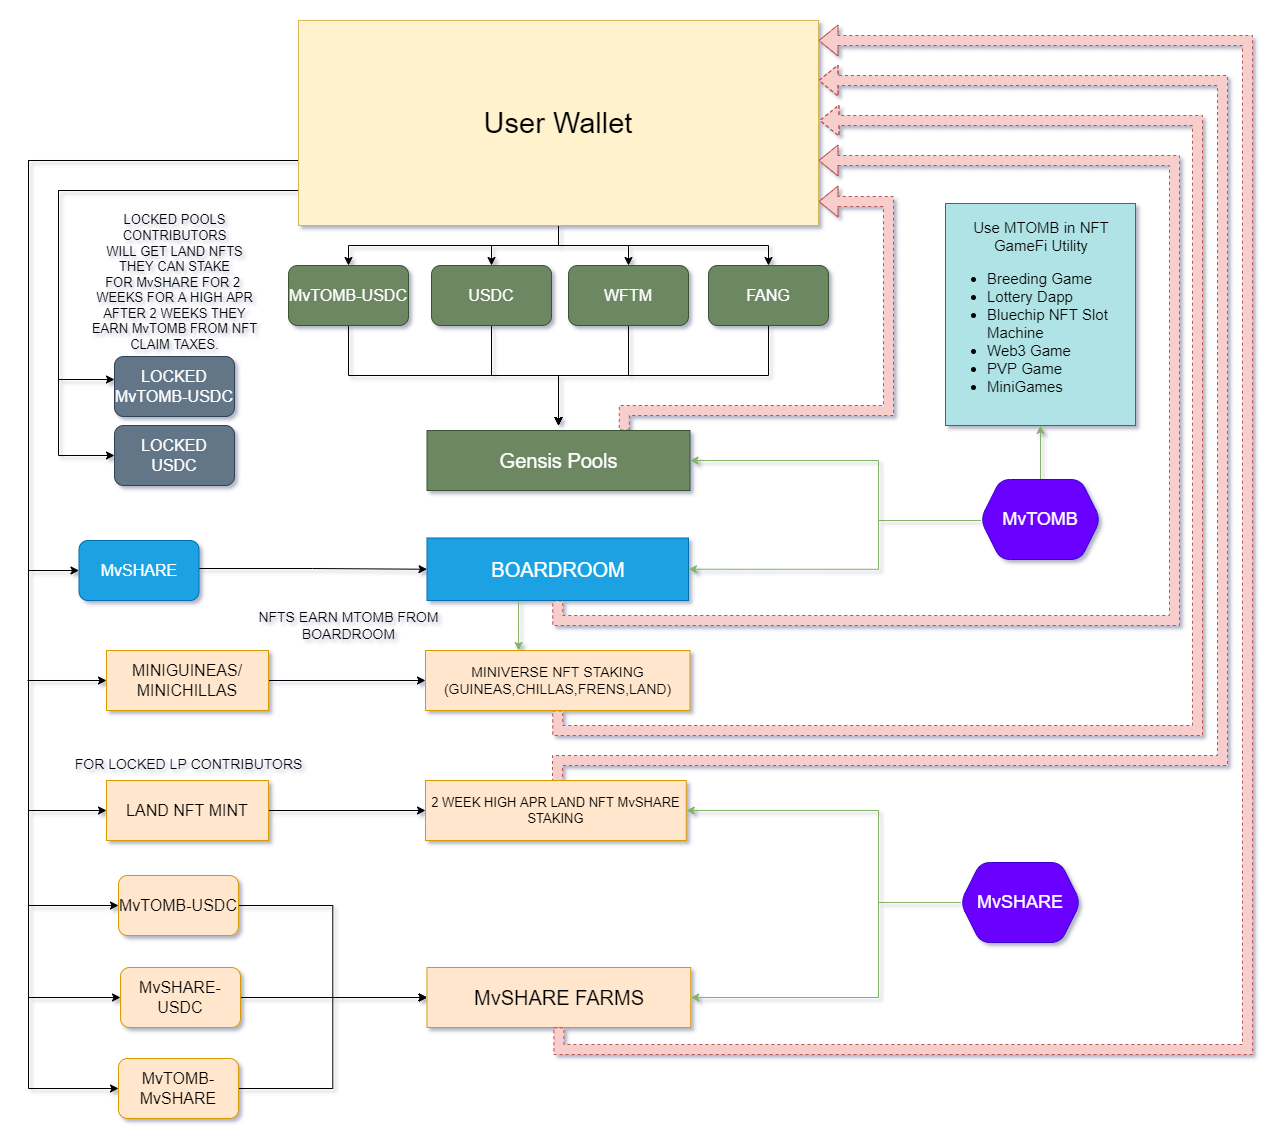 User Wallet
LOCKED POOLS
CONTRIBUTORS
WILL GET LAND NFTS
THEY CAN STAKE
FOR MvSHARE FOR 2
WEEKS FOR A HIGH APR
AFTER 2 WEEKS THEY
EARN MvTOMB FROM NFT
CLAIM TAXES.
MvTOMB-USDC
USDC
WFTM
FANG
Use MTOMB in NFT
GameFi Utility
• Breeding Game
• Lottery Dapp
• Bluechip NFT Slot
Machine
• Web3 Game
• PVP Game
• MiniGames
LOCKED
MvTOMB-USDC
LOCKED
USDC
Gensis Pools
MvTOMB
MvSHARE
BOARDROOM
NFTS EARN MTOMB FROM
BOARDROOM
MINIGUINEAS/
MINICHILLAS
MINIVERSE NFT STAKING
(GUINEAS,CHILLAS,FRENS,LAND)
FOR LOCKED LP CONTRIBUTORS
LAND NFT MINT
2 WEEK HIGH APR LAND NFT MvSHARE
STAKING
MvTOMB-USDC
MvSHARE
MvSHARE-
USDC
MvSHARE FARMS
MvTOMB-
MvSHARE